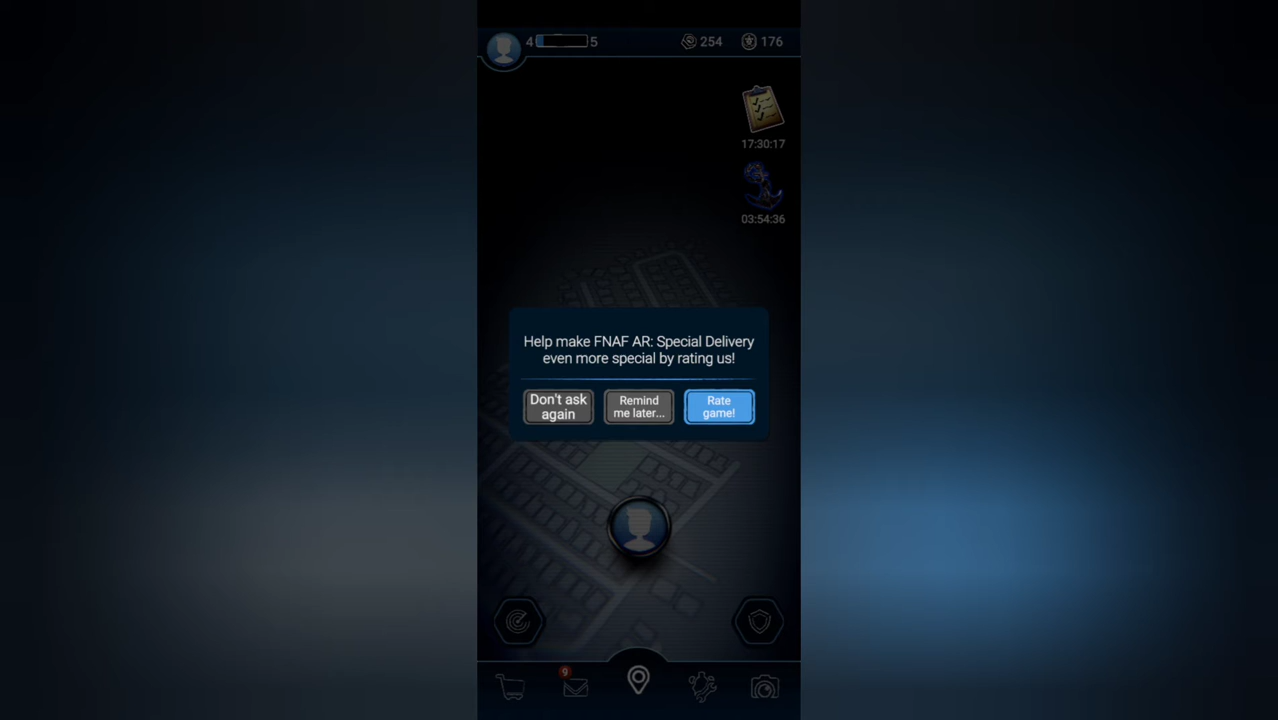 4 5 254 176
17:30:17
03:54:36
Help make FNAF AR: Special Delivery
even more special by rating us!
Don't ask
again
Remind
me later...
Rate
game!
9